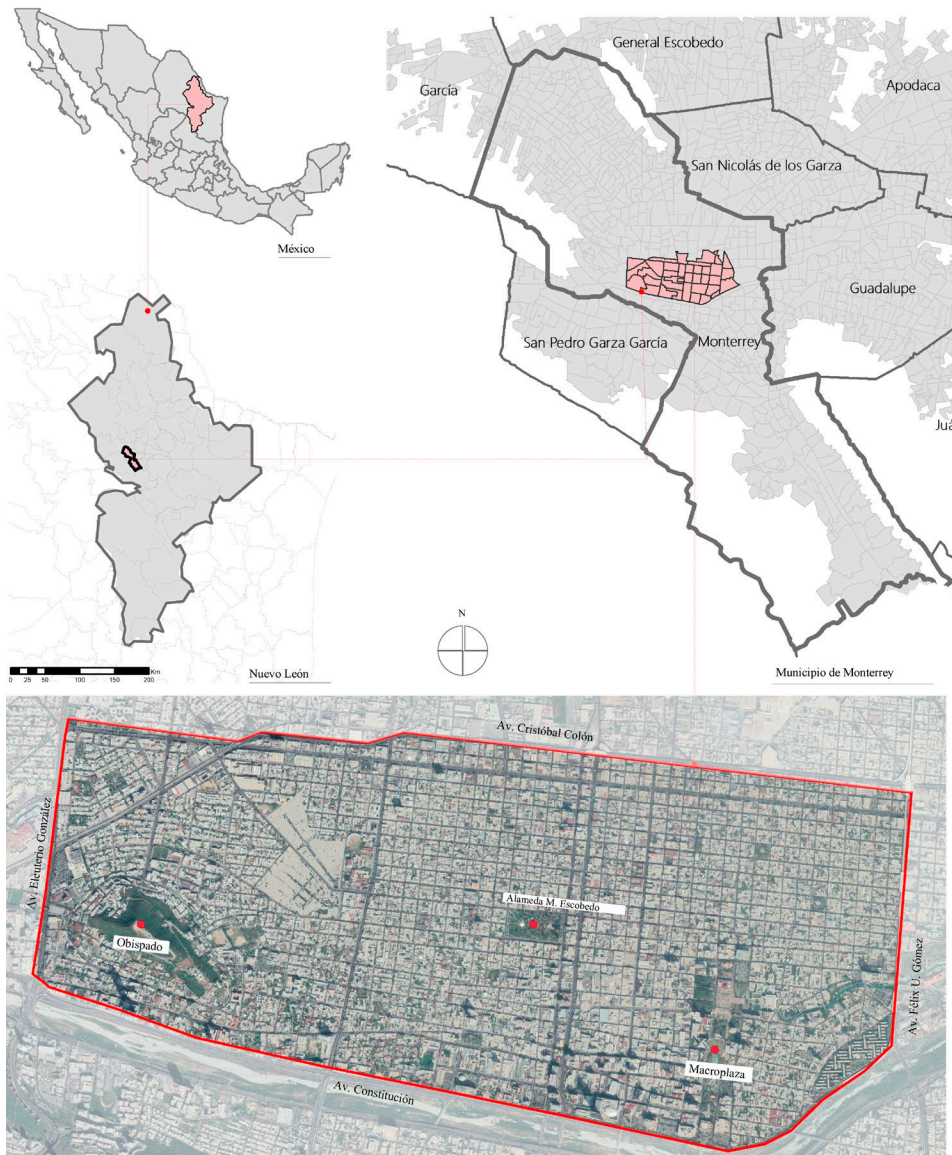 General Escobedo
García
Apodaca
San Nicolás de los Garza
México
Guadalupe
San Pedro Garza García
Monterrey
Juá
N
Km
0 25 50 100 150 200
Nuevo León
Municipio de Monterrey
Av. Cristóbal Colón
Av. Eleuterio González
Alameda M. Escobedo
Obispado
Av. Félix U. Gómez
Macroplaza
Av. Constitución